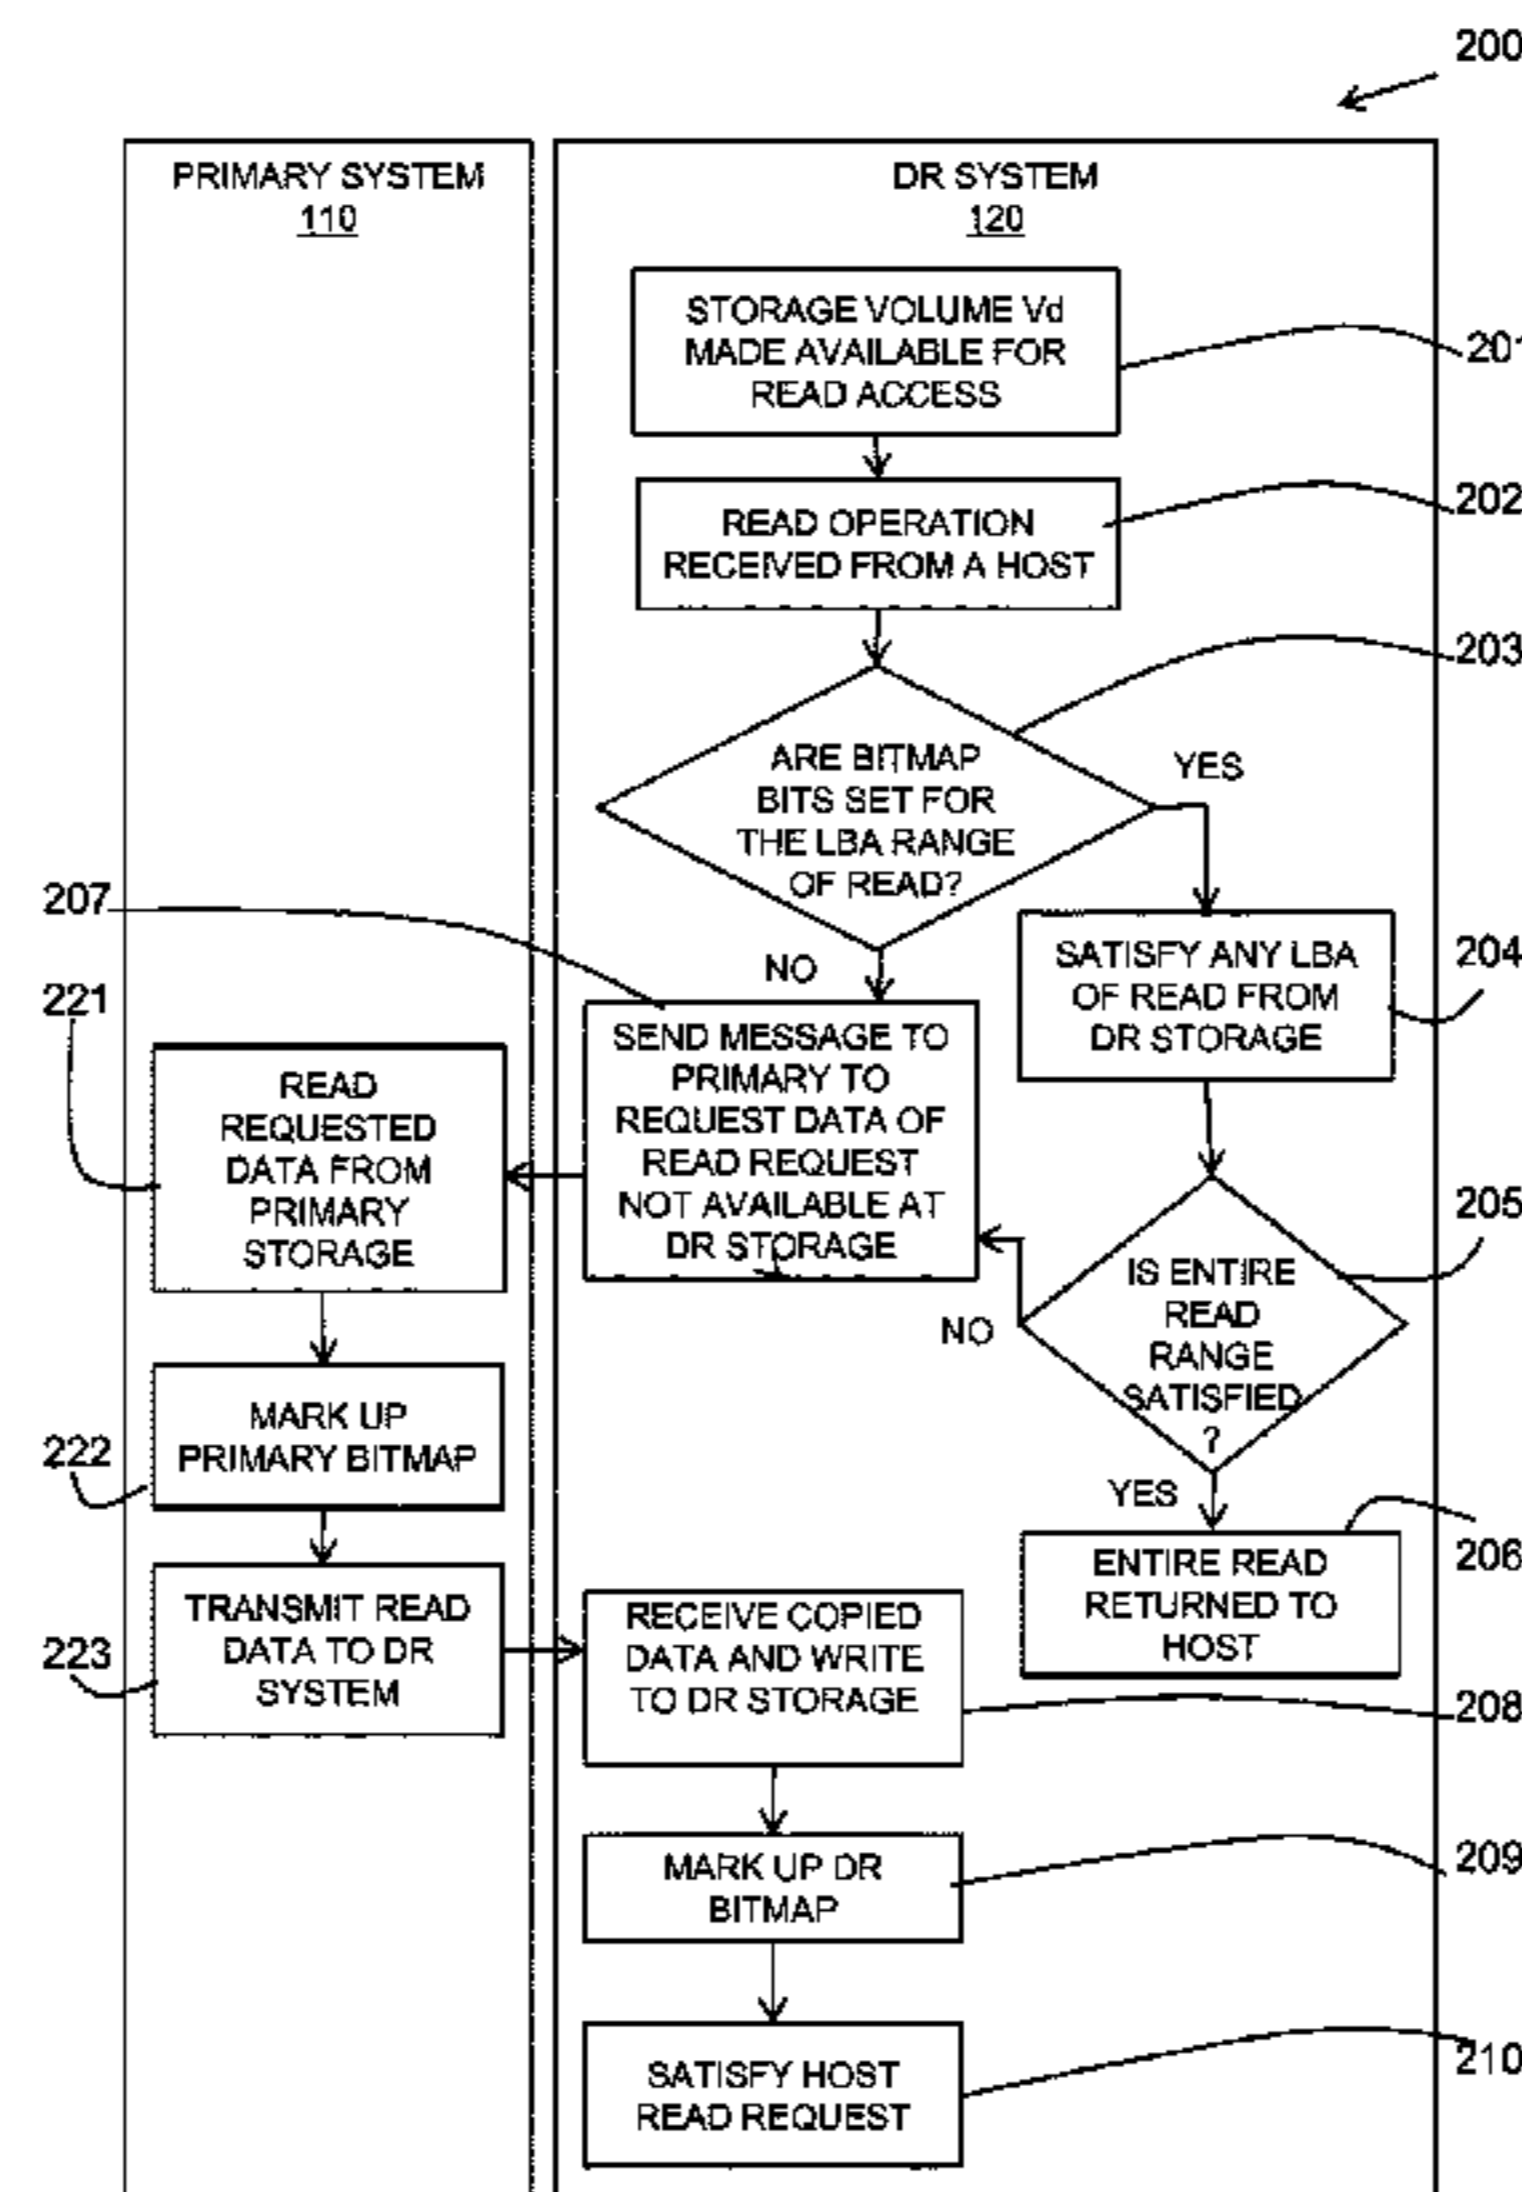 200
PRIMARY SYSTEM
110
DR SYSTEM
120
STORAGE VOLUME Vd
MADE AVAILABLE FOR
READ ACCESS
201
READ OPERATION
RECEIVED FROM A HOST
202
203
ARE BITMAP
BITS SET FOR
THE LBA RANGE
OF READ?
YES
NO
207
221
SATISFY ANY LBA
OF READ FROM
DR STORAGE
204
SEND MESSAGE TO
PRIMARY TO
REQUEST DATA OF
READ REQUEST
NOT AVAILABLE AT
DR STORAGE
READ
REQUESTED
DATA FROM
PRIMARY
STORAGE
205
IS ENTIRE
READ
RANGE
SATISFIED
?
NO
YES
MARK UP
PRIMARY BITMAP
222
206
ENTIRE READ
RETURNED TO
HOST
TRANSMIT READ
DATA TO DR
SYSTEM
223
RECEIVE COPIED
DATA AND WRITE
TO DR STORAGE
208
MARK UP DR
BITMAP
209
SATISFY HOST
READ REQUEST
210